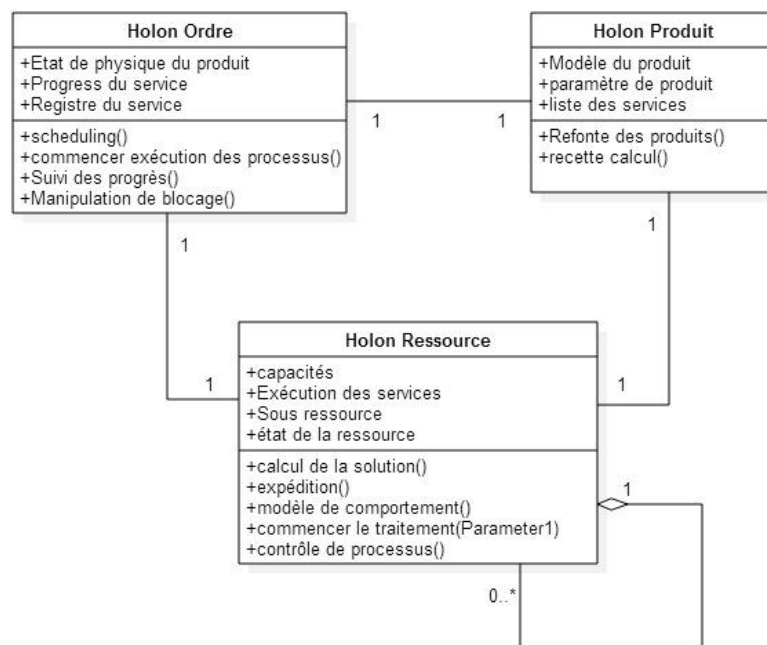 Holon Ordre
+Etat de physique du produit
+Progress du service
+Registre du service
+scheduling()
+commencer exécution des processus()
+Suivi des progrès()
+Manipulation de blocage()
Holon Produit
+Modèle du produit
+paramètre de produit
+liste des services
+Refonte des produits()
+recette calcul()
1
1
1
1
Holon Ressource
+capacités
+Exécution des services
+Sous ressource
+état de la ressource
+calcul de la solution()
+expédition()
+modèle de comportement()
+commencer le traitement(Parameter1)
+contrôle de processus()
1
1
1
0..*